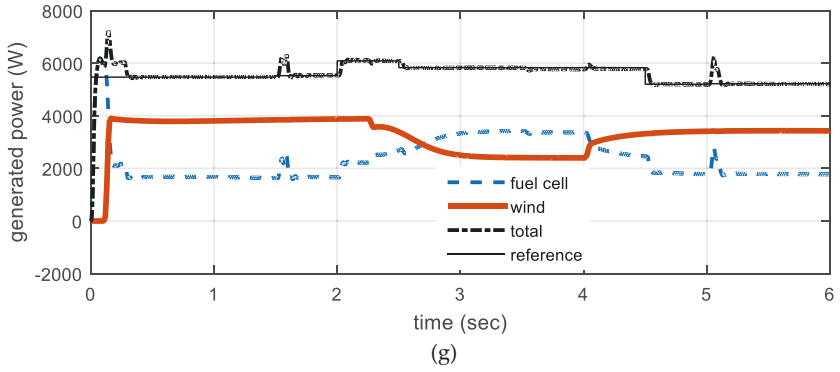 generated power (W)
8000
6000
4000
2000
0
-2000
fuel cell
wind
total
reference
0 1 2 3 4 5 6
time (sec)
(g)